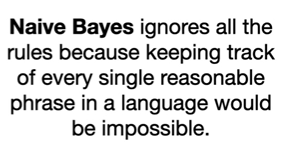 Naive Bayes ignores all the
rules because keeping track
of every single reasonable
phrase in a language would
be impossible.